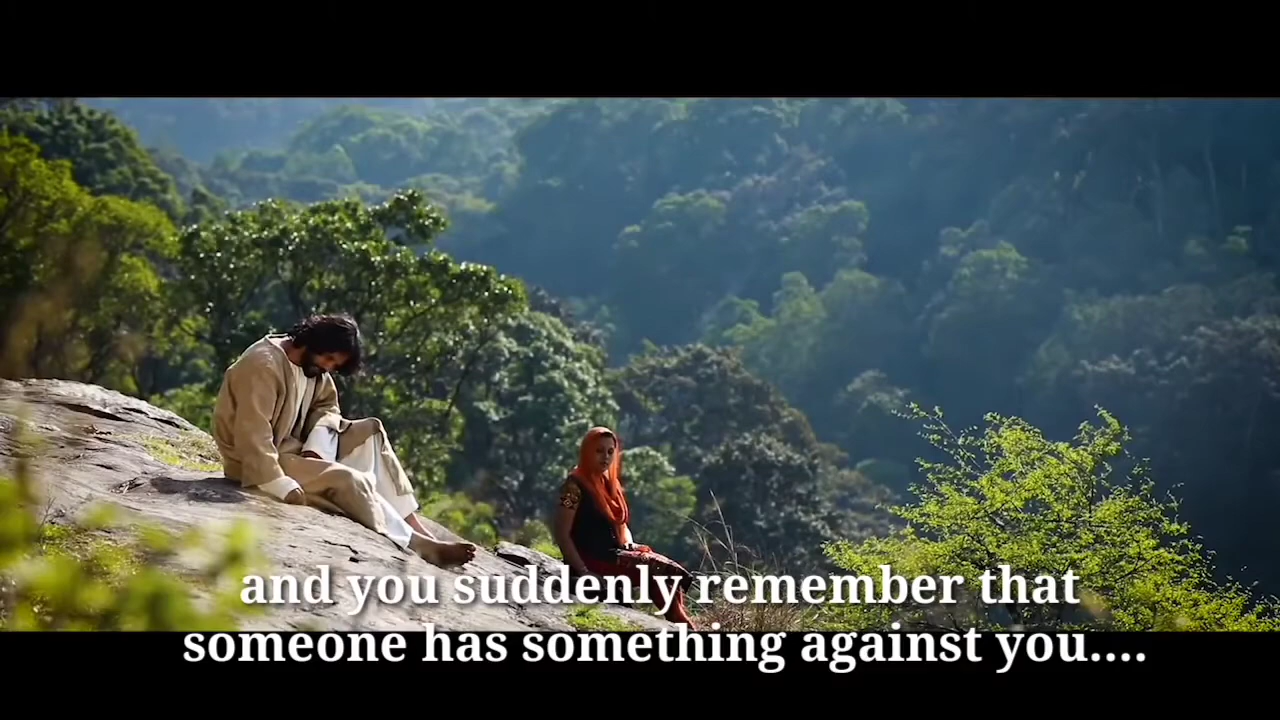 and you suddenly remember that
someone has something against you....